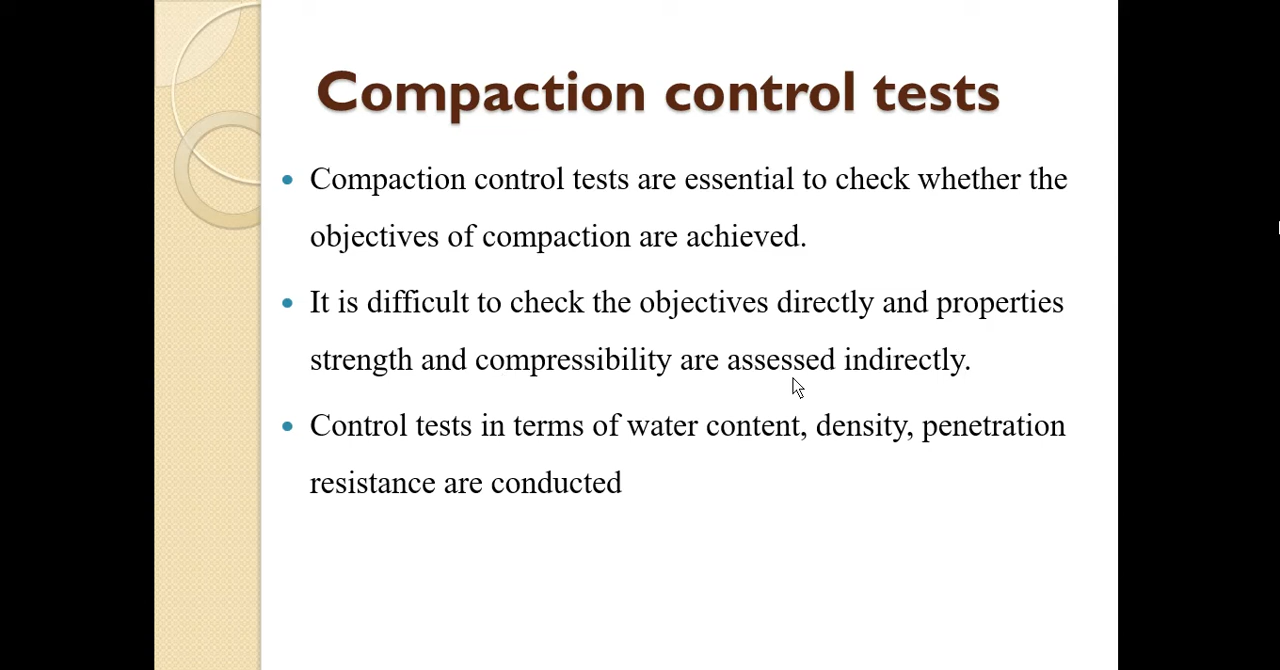 Compaction control tests
• Compaction control tests are essential to check whether the
objectives of compaction are achieved.
• It is difficult to check the objectives directly and properties
strength and compressibility are assessed indirectly.
• Control tests in terms of water content, density, penetration
resistance are conducted